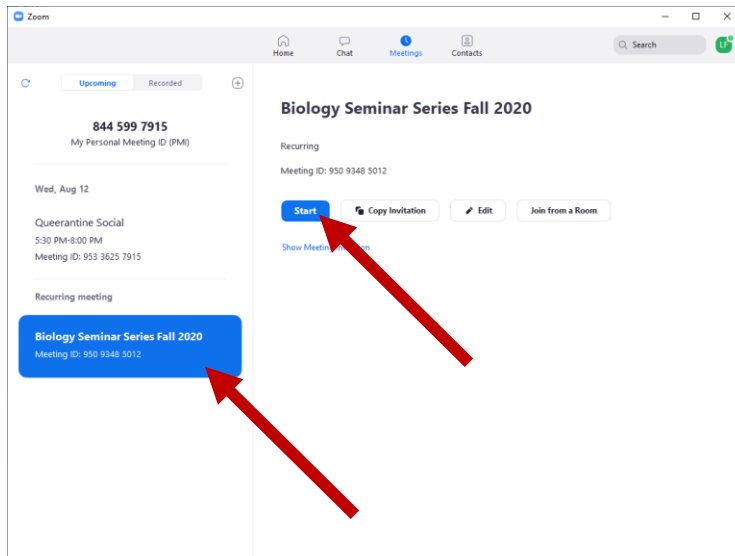 Zoom
Home Chat Meetings Contacts
Search
LF
Upcoming Recorded
844 599 7915
My Personal Meeting ID (PMI)
Wed, Aug 12
Queerantine Social
5:30 PM-8:00 PM
Meeting ID: 953 3625 7915
Recurring meeting
Biology Seminar Series Fall 2020
Meeting ID: 950 9348 5012
Biology Seminar Series Fall 2020
Recurring
Meeting ID: 950 9348 5012
Start Copy Invitation Edit Join from a Room
Show Meeting